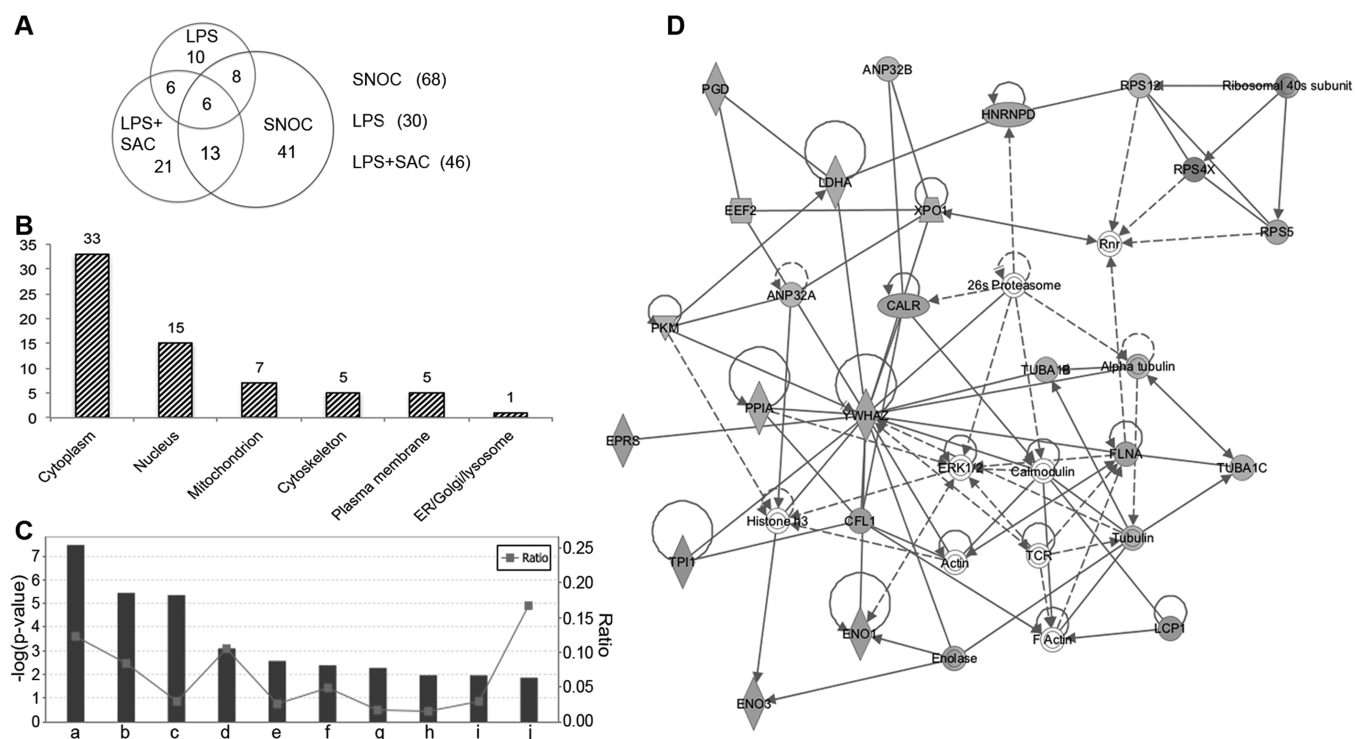 A
LPS
10
6
8
6
LPS+
SAC
21
13
SNOC
41
SNOC (68)
LPS (30)
LPS+SAC (46)
B
35
30
25
20
15
10
5
0
33
15
7
5
5
1
Cytoplasm
Nucleus
Mitochondrion
Cytoskeleton
Plasma membrane
ER/Golgi/lysosome
C
-log(p-value)
7
6
5
4
3
2
1
0
Ratio
0.25
0.20
0.15
0.10
0.05
0.00
Ratio
a b c d e f g h i j
D
ANP32B
PGD
HNRNPD
RPS12
Ribosomal 40s subunit
LDHA
RPS4X
EEF2
XPO1
RPS5
Rnr
26s Proteasome
ANP32A
CALR
PKM
TUBA1B
Alpha tubulin
PPIA
YWHAZ
EPRS
ERK1/2
Calmodulin
FLNA
TUBA1C
Histone h3
CFL1
Tubulin
TPI1
Actin
TCR
ENO1
F Actin
LCP1
Enolase
ENO3